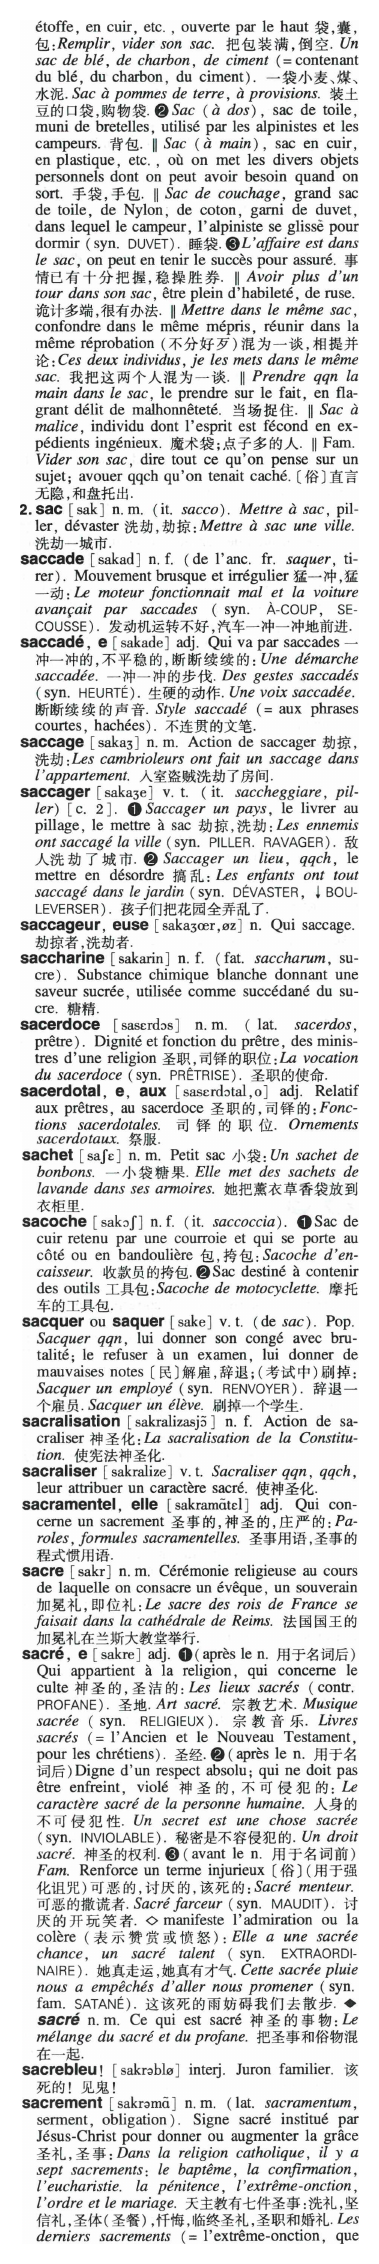 étoffe, en cuir, etc. , ouverte par le haut 袋,囊,
包:Remplir, vider son sac. 把包装满,倒空. Un
sac de blé, de charbon, de ciment (= contenant
du blé, du charbon, du ciment). 一袋小麦、煤、
水泥. Sac à pommes de terre, à provisions. 装土
豆的口袋,购物袋. ❷ Sac (à dos) , sac de toile,
muni de bretelles, utilisé par les alpinistes et les
campeurs. 背包. ‖ Sac (à main), sac en cuir,
en plastique, etc. , où on met les divers objets
personnels dont on peut avoir besoin quand on
sort. 手袋,手包. ‖ Sac de couchage, grand sac
de toile, de Nylon, de coton, garni de duvet,
dans lequel le campeur, l'alpiniste se glisse pour
dormir (syn. DUVET). 睡袋. ❸L'affaire est dans
le sac, on peut en tenir le succès pour assuré. 事
情已有十分把握,稳操胜券. ‖ Avoir plus d'un
tour dans son sac, être plein d'habileté, de ruse.
诡计多端,很有办法. ‖ Mettre dans le même sac,
confondre dans le même mépris, réunir dans la
même réprobation (不分好歹)混为一谈,相提并
论:Ces deux individus, je les mets dans le même
sac. 我把这两个人混为一谈. ‖ Prendre qqn la
main dans le sac, le prendre sur le fait, en fla-
grant délit de malhonnêteté. 当场捉住. ‖ Sac à
malice, individu dont l'esprit est fécond en ex-
pédients ingénieux. 魔术袋;点子多的人. ‖ Fam.
Vider son sac, dire tout ce qu'on pense sur un
sujet; avouer qqch qu'on tenait caché.〔俗〕直言
无隐,和盘托出.
2. sac [sak] n. m. (it. sacco). Mettre à sac, pil-
ler, dévaster 洗劫,劫掠:Mettre à sac une ville.
洗劫一城市.
saccade [sakad] n. f. (de l'anc. fr. saquer, ti-
rer). Mouvement brusque et irrégulier 猛一冲,猛
一动: Le moteur fonctionnait mal et la voiture
avançait par saccades ( syn. À-COUP, SE-
COUSSE). 发动机运转不好,汽车一冲一冲地前进.
saccadé, e [sakade] adj. Qui va par saccades 一
冲一冲的,不平稳的,断断续续的: Une démarche
saccadée. 一冲一冲的步伐. Des gestes saccadés
(syn. HEURTÉ). 生硬的动作. Une voix saccadée.
断断续续的声音. Style saccadé (= aux phrases
courtes, hachées). 不连贯的文笔.
saccage [sakaʒ] n. m. Action de saccager 劫掠,
洗劫:Les cambrioleurs ont fait un saccage dans
l'appartement. 入室盗贼洗劫了房间.
saccager [sakaʒe] v. t. ( it. saccheggiare, pil-
ler) [c. 2]. ❶ Saccager un pays, le livrer au
pillage, le mettre à sac 劫掠,洗劫: Les ennemis
ont saccagé la ville (syn. PILLER. RAVAGER). 敌
人洗劫了城市. ❷ Saccager un lieu, qqch, le
mettre en désordre 搞乱: Les enfants ont tout
saccagé dans le jardin (syn. DÉVASTER, ↓ BOU-
LEVERSER). 孩子们把花园全弄乱了.
saccageur, euse [sakaʒœr,øz] n. Qui saccage.
劫掠者,洗劫者.
saccharine [sakarin] n. f. (fat. saccharum, su-
cre). Substance chimique blanche donnant une
saveur sucrée, utilisée comme succédané du su-
cre. 糖精.
sacerdoce [sasɛrdɔs] n. m. ( lat. sacerdos,
prêtre). Dignité et fonction du prêtre, des minis-
tres d'une religion 圣职,司铎的职位:La vocation
du sacerdoce (syn. PRÊTRISE). 圣职的使命.
sacerdotal, e, aux [sasɛrdɔtal,o] adj. Relatif
aux prêtres, au sacerdoce 圣职的,司铎的:Fonc-
tions sacerdotales. 司铎的职位. Ornements
sacerdotaux. 祭服.
sachet [saʃɛ] n. m. Petit sac 小袋:Un sachet de
bonbons. 一小袋糖果. Elle met des sachets de
lavande dans ses armoires. 她把薰衣草香袋放到
衣柜里.
sacoche [sakɔʃ] n. f. (it. saccoccia). ❶Sac de
cuir retenu par une courroie et qui se porte au
côté ou en bandoulière 包,挎包:Sacoche d'en-
caisseur. 收款员的挎包.❷Sac destiné à contenir
des outils 工具包:Sacoche de motocyclette. 摩托
车的工具包.
sacquer ou saquer [sake] v. t. (de sac). Pop.
Sacquer qqn, lui donner son congé avec bru-
talité; le refuser à un examen, lui donner de
mauvaises notes〔民〕解雇,辞退;(考试中)刷掉:
Sacquer un employé (syn. RENVOYER). 辞退一
个雇员. Sacquer un élève. 刷掉一个学生.
sacralisation [sakralizasjɔ̃] n. f. Action de sa-
craliser 神圣化:La sacralisation de la Constitu-
tion. 使宪法神圣化.
sacraliser [sakralize] v. t. Sacraliser qqn, qqch,
leur attribuer un caractère sacré. 使神圣化.
sacramentel, elle [sakramɑ̃tɛl] adj. Qui con-
cerne un sacrement 圣事的,神圣的,庄严的:Pa-
roles, formules sacramentelles. 圣事用语,圣事的
程式惯用语.
sacre [sakr] n. m. Cérémonie religieuse au cours
de laquelle on consacre un évêque, un souverain
加冕礼,即位礼:Le sacre des rois de France se
faisait dans la cathédrale de Reims. 法国国王的
加冕礼在兰斯大教堂举行.
sacré, e [sakre] adj. ❶(après le n. 用于名词后)
Qui appartient à la religion, qui concerne le
culte 神圣的,圣洁的: Les lieux sacrés (contr.
PROFANE). 圣地. Art sacré. 宗教艺术. Musique
sacrée ( syn. RELIGIEUX ). 宗教音乐. Livres
sacrés (= l'Ancien et le Nouveau Testament,
pour les chrétiens). 圣经.❷(après le n. 用于名
词后)Digne d'un respect absolu; qui ne doit pas
être enfreint, violé 神圣的,不可侵犯的: Le
caractère sacré de la personne humaine. 人身的
不可侵犯性. Un secret est une chose sacrée
(syn. INVIOLABLE). 秘密是不容侵犯的. Un droit
sacré. 神圣的权利. ❸(avant le n. 用于名词前)
Fam. Renforce un terme injurieux〔俗〕(用于强
化诅咒)可恶的,讨厌的,该死的:Sacré menteur.
可恶的撒谎者. Sacré farceur (syn. MAUDIT). 讨
厌的开玩笑者. ◇ manifeste l'admiration ou la
colère (表示赞赏或愤怒): Elle a une sacrée
chance, un sacré talent ( syn. EXTRAORDI-
NAIRE). 她真走运,她真有才气. Cette sacrée pluie
nous a empêchés d'aller nous promener (syn.
fam. SATANÉ). 这该死的雨妨碍我们去散步. ◆
sacré n. m. Ce qui est sacré 神圣的事物: Le
mélange du sacré et du profane. 把圣事和俗物混
在一起.
sacrebleu! [sakrəblø] interj. Juron familier. 该
死的! 见鬼!
sacrement [sakrəmɑ̃] n. m. (lat. sacramentum,
serment, obligation). Signe sacré institué par
Jésus-Christ pour donner ou augmenter la grâce
圣礼,圣事:Dans la religion catholique, il y a
sept sacrements: le baptême, la confirmation,
l'eucharistie. la pénitence, l'extrême-onction,
l'ordre et le mariage. 天主教有七件圣事:洗礼,坚
信礼,圣体(圣餐),忏悔,临终圣礼,圣职和婚礼. Les
derniers sacrements (= l'extrême-onction, que